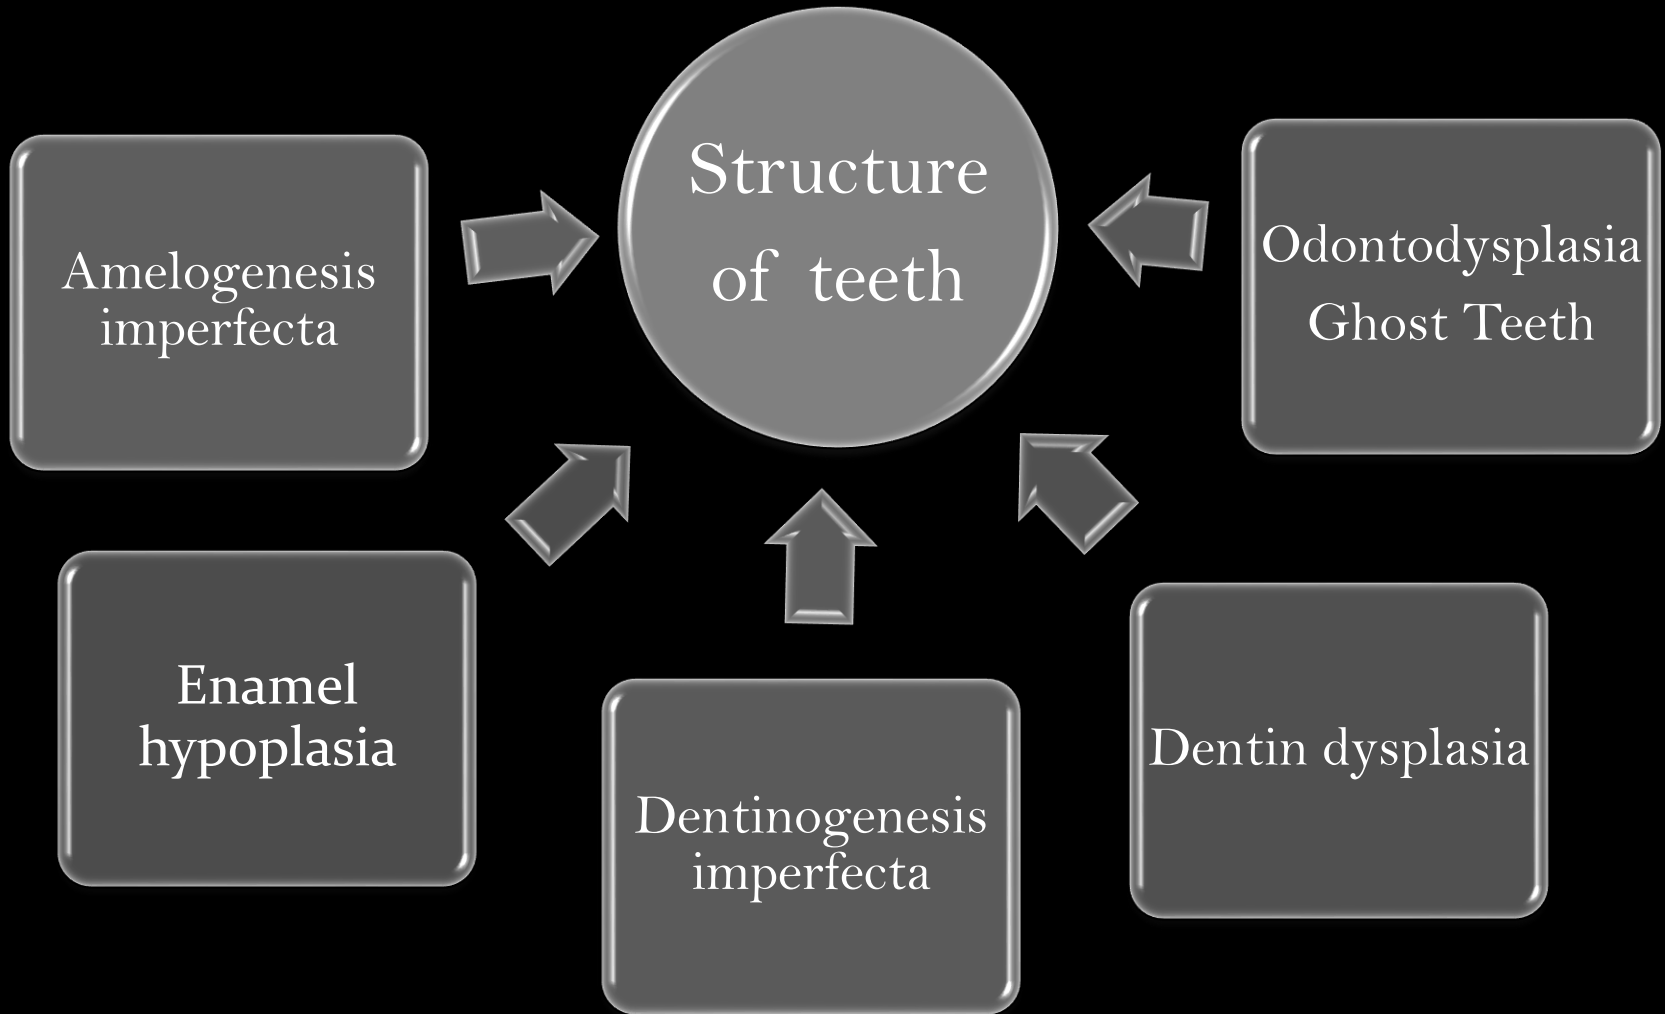 Structure
of teeth
Amelogenesis
imperfecta
Odontodysplasia
Ghost Teeth
Enamel
hypoplasia
Dentinogenesis
imperfecta
Dentin dysplasia